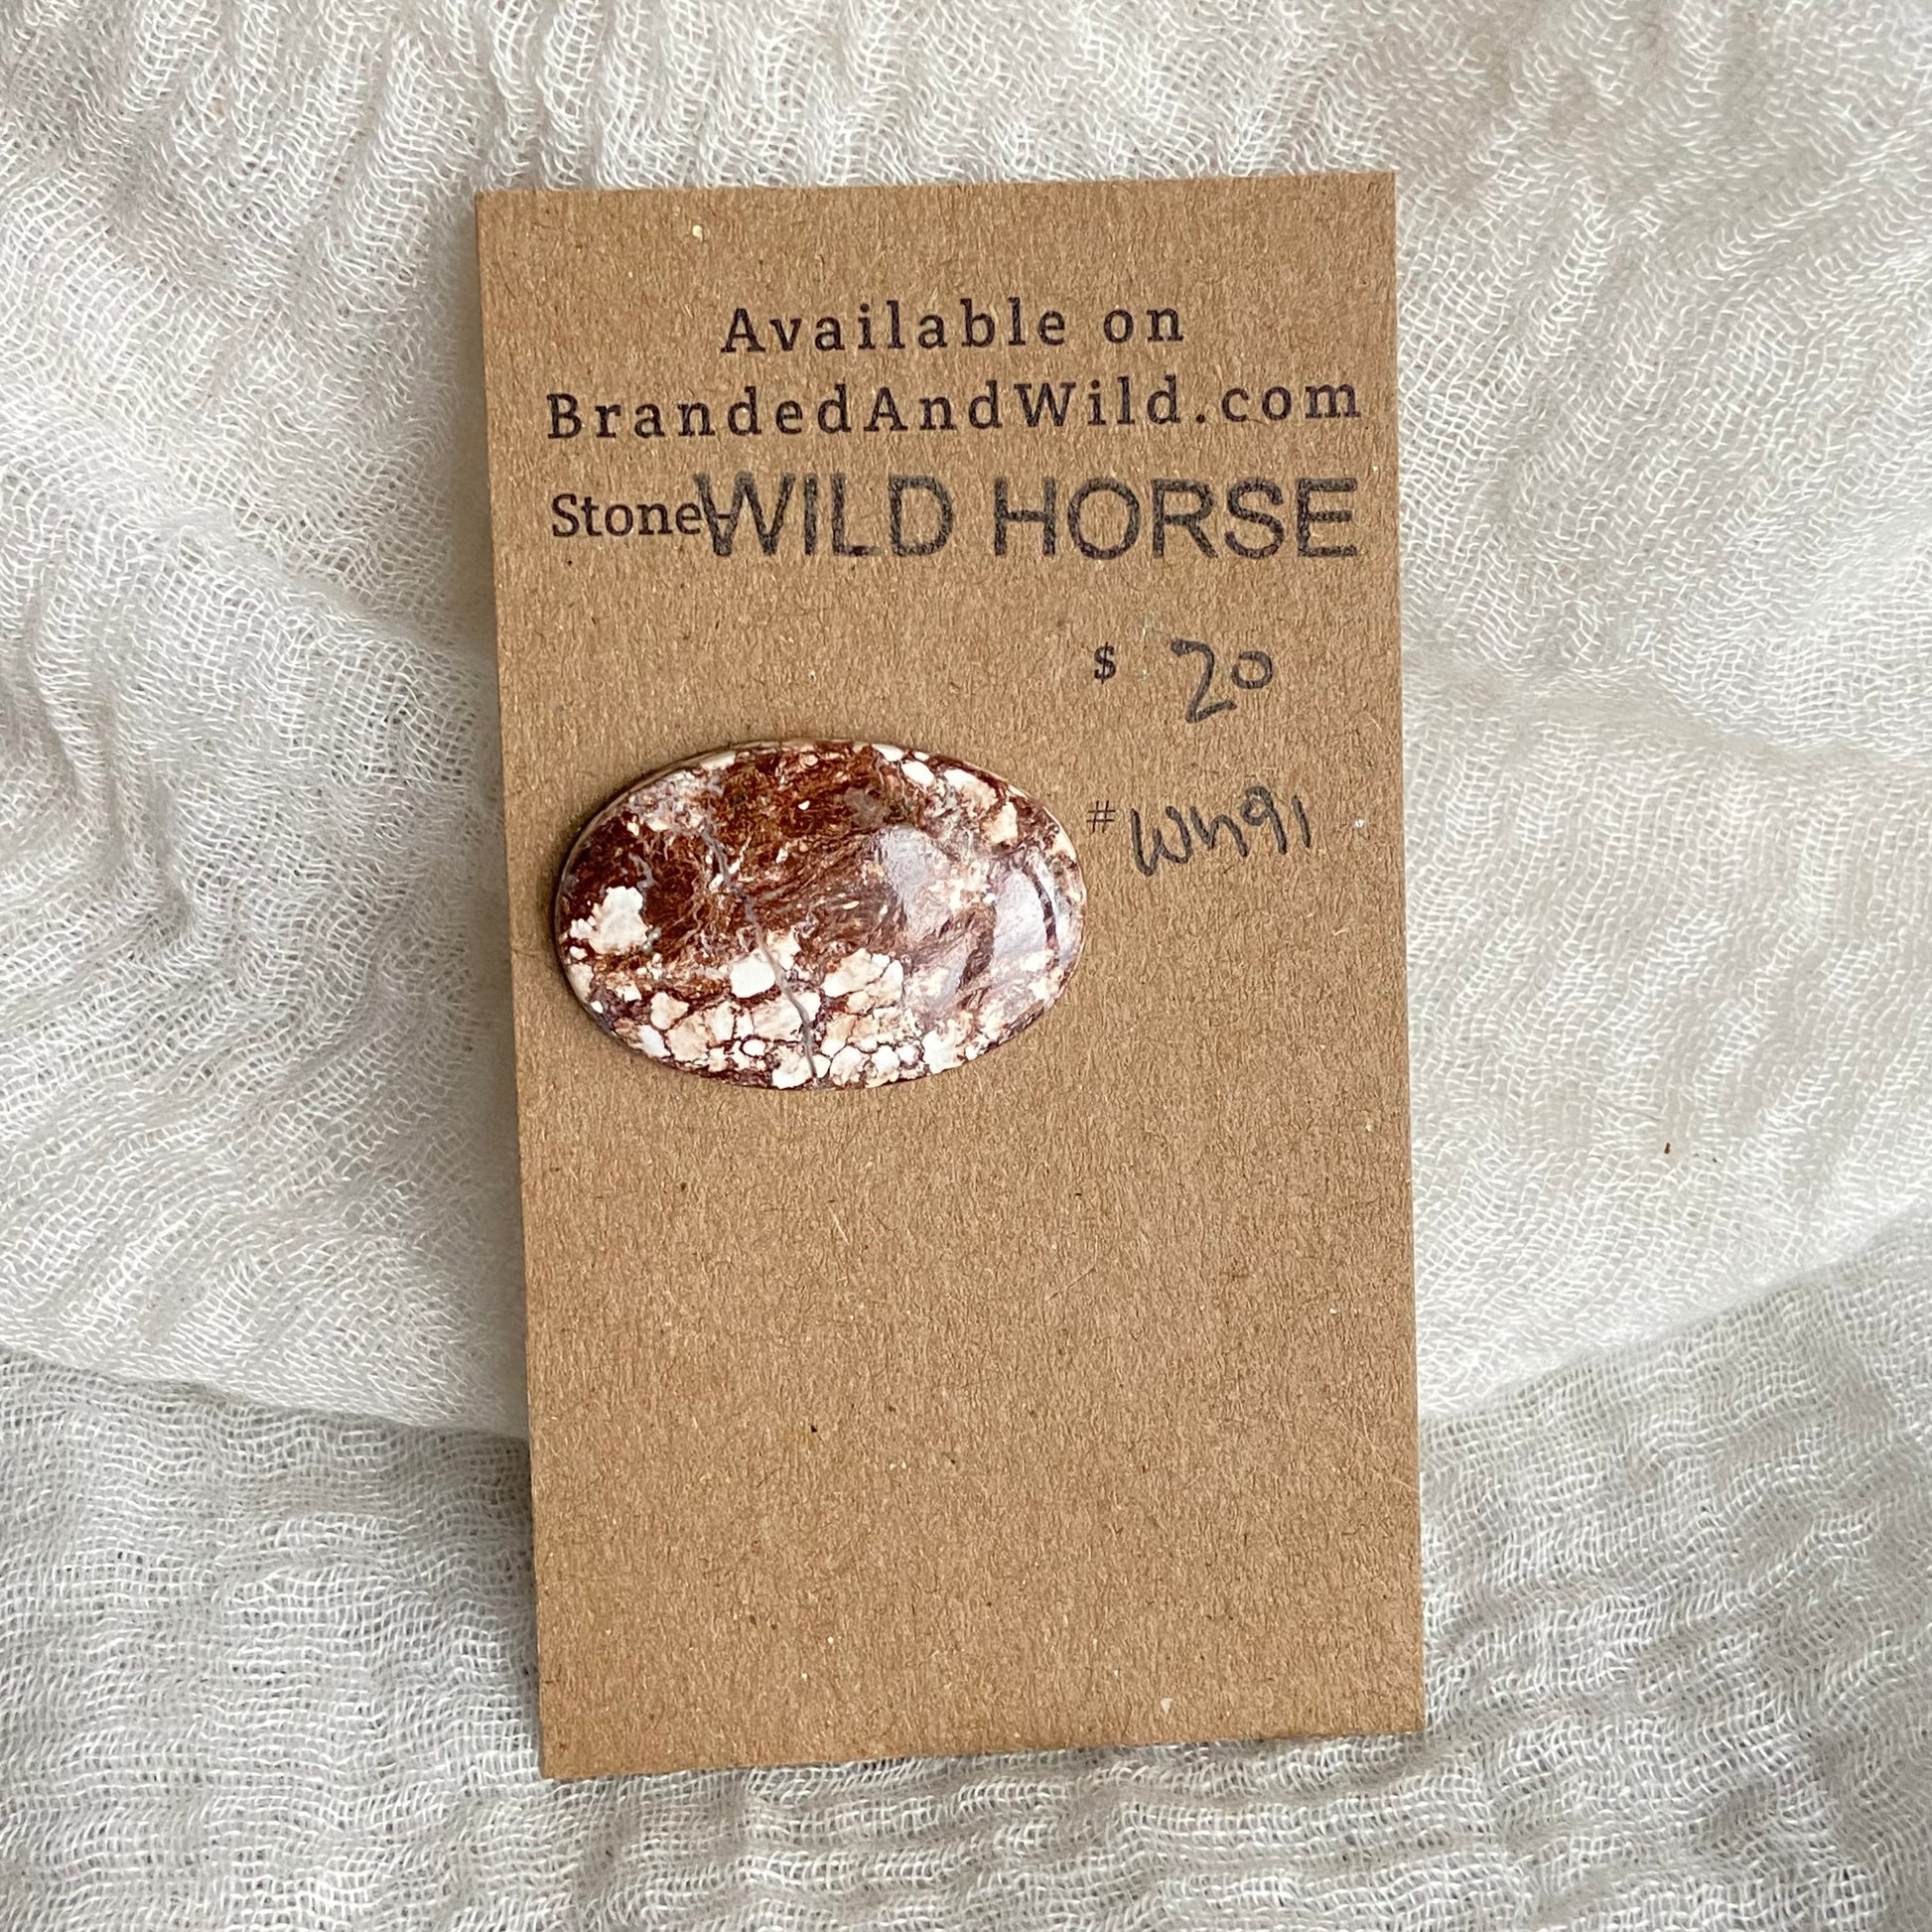 Available on
BrandedAndWild.com
Stone: WILD HORSE
$ 20
# Wh91